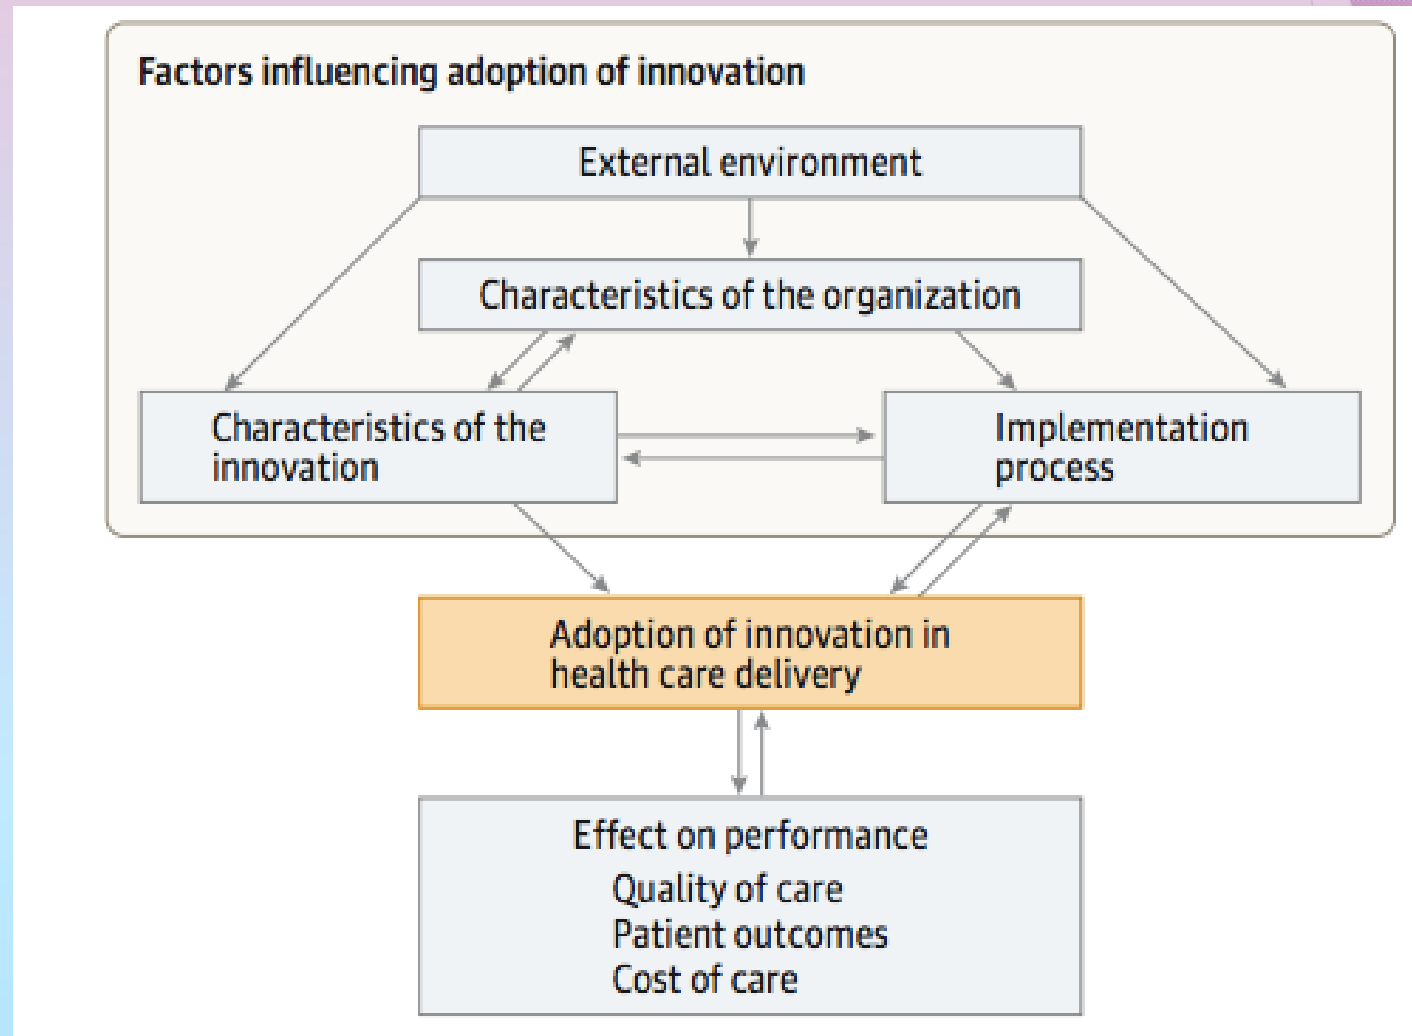 Factors influencing adoption of innovation
External environment
Characteristics of the organization
Characteristics of the
innovation
Implementation
process
Adoption of innovation in
health care delivery
Effect on performance
Quality of care
Patient outcomes
Cost of care